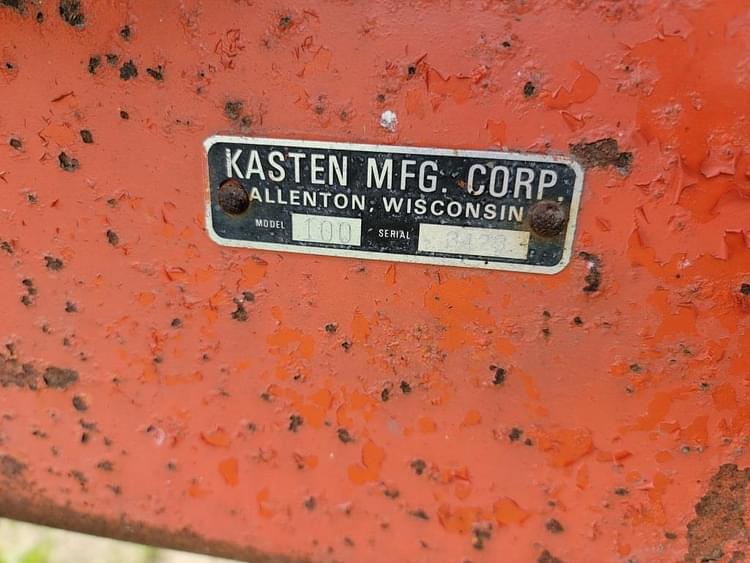 KASTEN MFG. CORP.
ALLENTON, WISCONSIN
MODEL 100 SERIAL